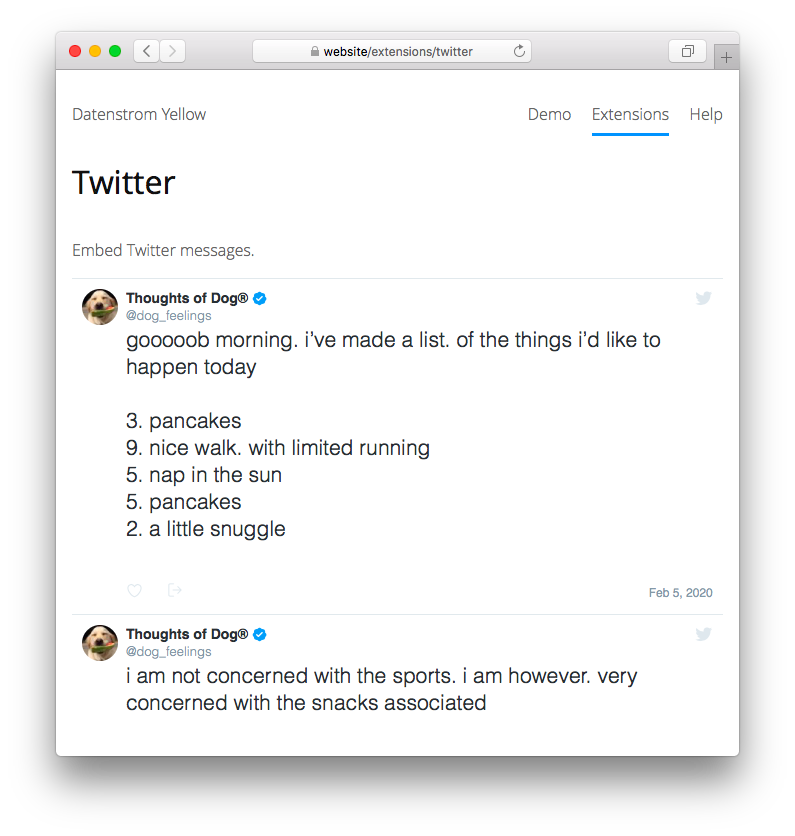 website/extensions/twitter
Datenstrom Yellow
Demo Extensions Help
Twitter
Embed Twitter messages.
Thoughts of Dog®
@dog_feelings
gooooob morning. i’ve made a list. of the things i’d like to
happen today
3. pancakes
9. nice walk. with limited running
5. nap in the sun
5. pancakes
2. a little snuggle
Feb 5, 2020
Thoughts of Dog®
@dog_feelings
i am not concerned with the sports. i am however. very
concerned with the snacks associated